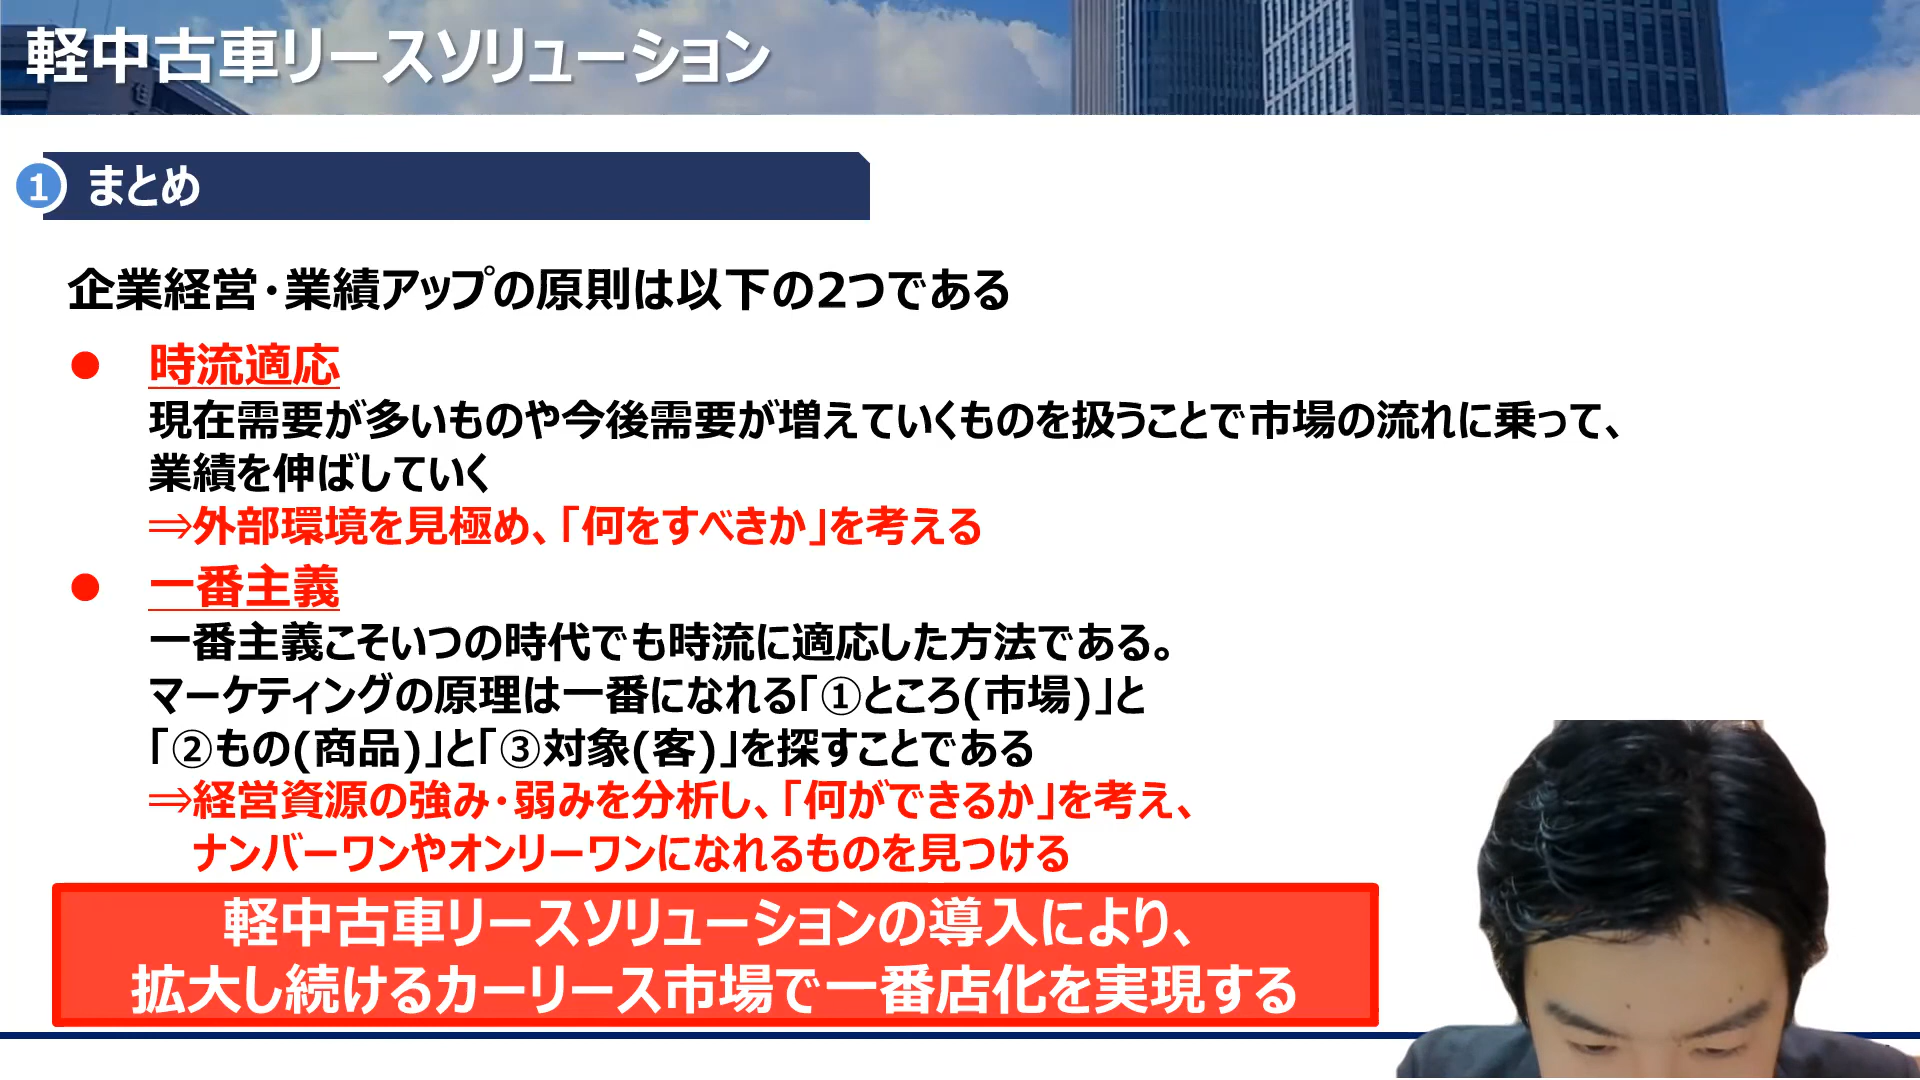 軽中古車リースソリューション
1 まとめ
企業経営・業績アップの原則は以下の2つである
● 時流適応
現在需要が多いものや今後需要が増えていくものを扱うことで市場の流れに乗って、
業績を伸ばしていく
⇒外部環境を見極め、「何をすべきか」を考える
● 一番主義
一番主義こそいつの時代でも時流に適応した方法である。
マーケティングの原理は一番になれる「①ところ(市場)」と
「②もの(商品)」と「③対象(客)」を探すことである
⇒経営資源の強み・弱みを分析し、「何ができるか」を考え、
ナンバーワンやオンリーワンになれるものを見つける
軽中古車リースソリューションの導入により、
拡大し続けるカーリース市場で一番店化を実現する